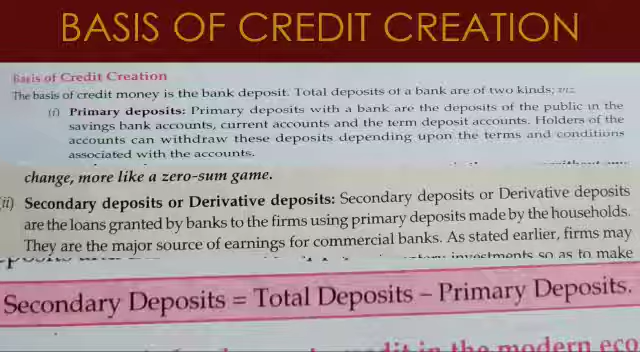 BASIS OF CREDIT CREATION
Basis of Credit Creation
The basis of credit money is the bank deposit. Total deposits of a bank are of two kinds; viz.
(i) Primary deposits: Primary deposits with a bank are the deposits of the public in the
savings bank accounts, current accounts and the term deposit accounts. Holders of the
accounts can withdraw these deposits depending upon the terms and conditions
associated with the accounts.
change, more like a zero-sum game.
(ii) Secondary deposits or Derivative deposits: Secondary deposits or Derivative deposits
are the loans granted by banks to the firms using primary deposits made by the households.
They are the major source of earnings for commercial banks. As stated earlier, firms may
investments so as to make
Secondary Deposits = Total Deposits – Primary Deposits.
in the modern eco